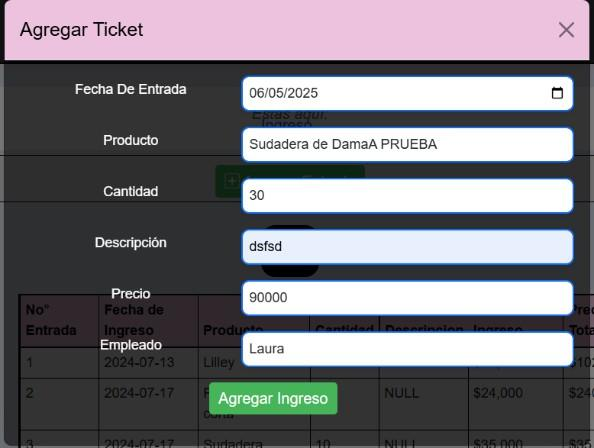 Agregar Ticket
Fecha De Entrada
06/05/2025
Estas aquí:
Ingreso
Producto
Sudadera de DamaA PRUEBA
Cantidad
30
Descripción
dsfsd
Precio
90000
Empleado
Laura
Agregar Ingreso
No° Entrada Fecha de Ingreso Producto Cantidad Descripcion Ingreso
1 2024-07-13 Lilley
2 2024-07-17 NULL $24,000
3 2024-07-17 Sudadera 10 NULL $35,000